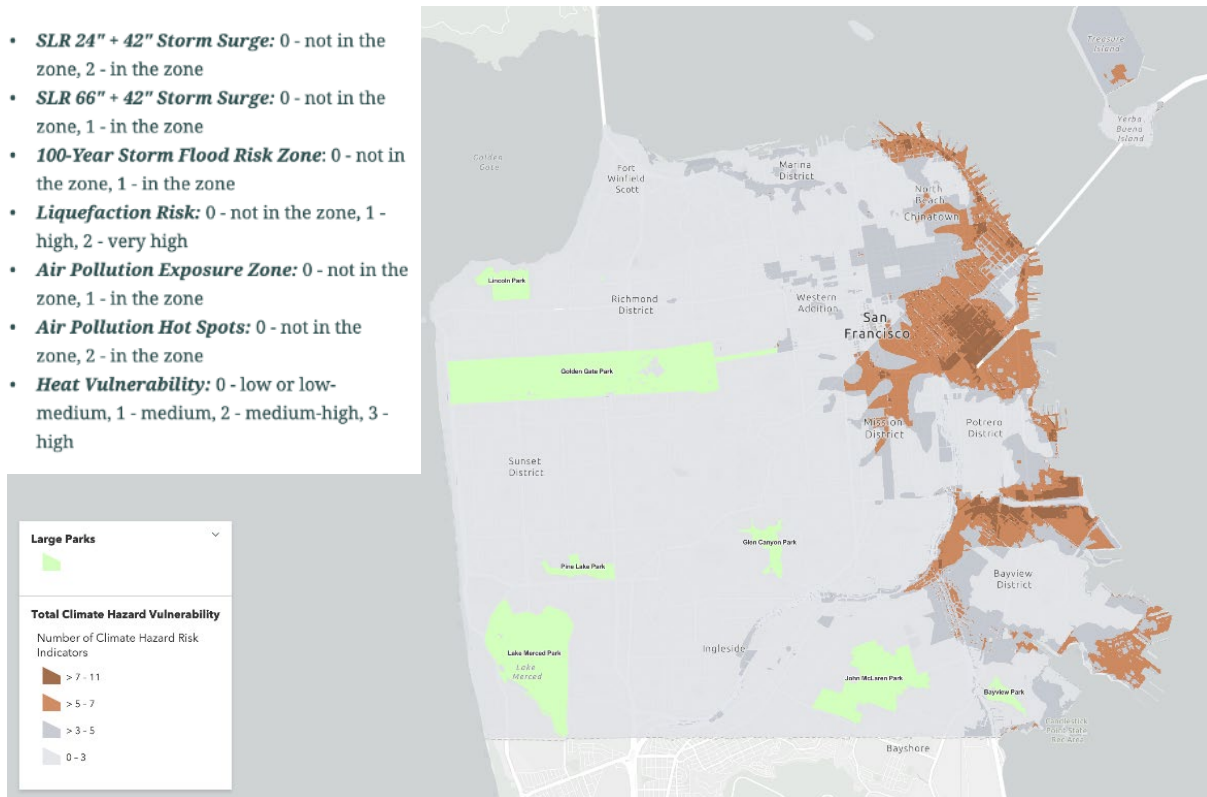 • SLR 24" + 42" Storm Surge: 0 - not in the
zone, 2 - in the zone
• SLR 66" + 42" Storm Surge: 0 - not in the
zone, 1 - in the zone
• 100-Year Storm Flood Risk Zone: 0 - not in
the zone, 1 - in the zone
• Liquefaction Risk: 0 - not in the zone, 1 -
high, 2 - very high
• Air Pollution Exposure Zone: 0 - not in the
zone, 1 - in the zone
• Air Pollution Hot Spots: 0 - not in the
zone, 2 - in the zone
• Heat Vulnerability: 0 - low or low-
medium, 1 - medium, 2 - medium-high, 3 -
high
Treasure
Island
Yerba
Buena
Island
Golden
Gate
Fort
Winfield
Scott
Marina
District
North
Beach
Chinatown
Lincoln Park
Richmond
District
Western
Addition
San
Francisco
Golden Gate Park
Mission
District
Potrero
District
Sunset
District
Glen Canyon Park
Pine Lake Park
Bayview
District
Ingleside
Lake Merced Park
Lake
Merced
John McLaren Park
Bayview Park
Candlestick
Point State
Rec Area
Bayshore
Large Parks
Total Climate Hazard Vulnerability
Number of Climate Hazard Risk
Indicators
> 7 - 11
> 5 - 7
> 3 - 5
0 - 3